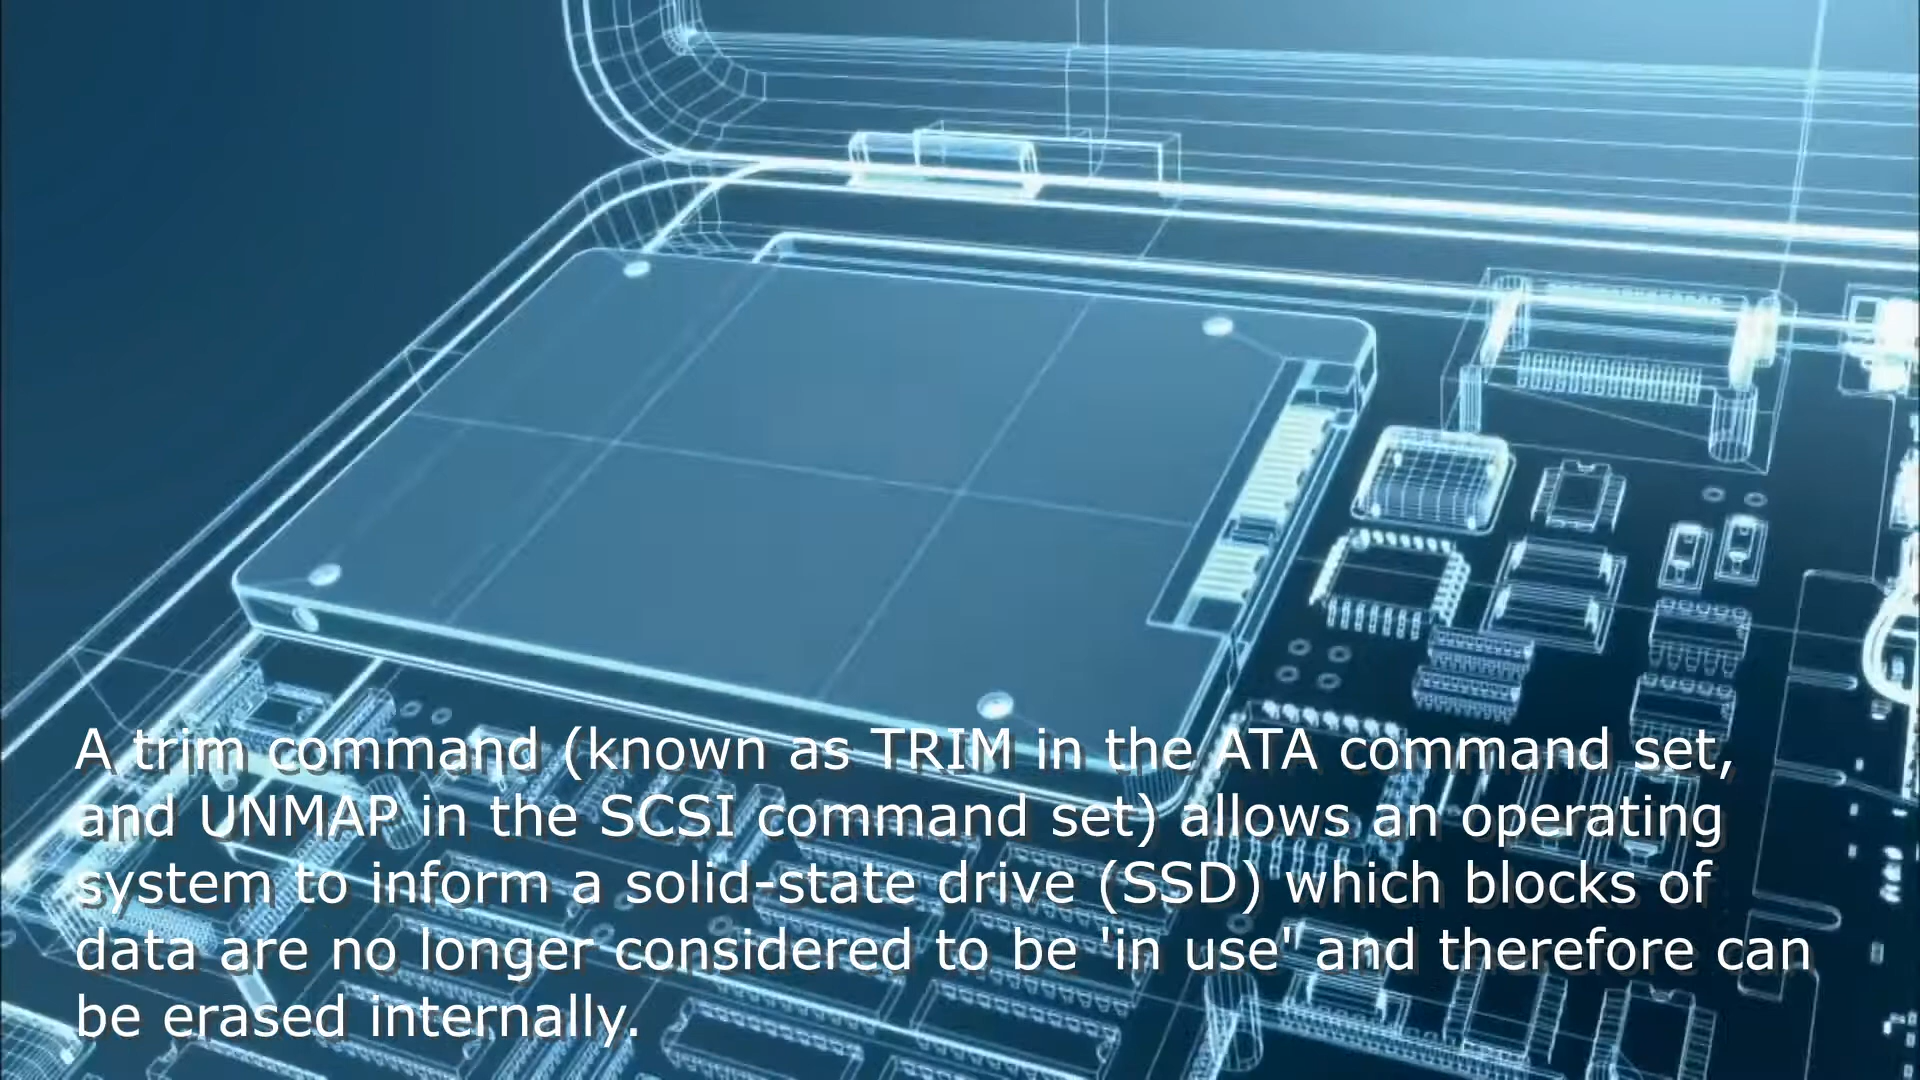 A trim command (known as TRIM in the ATA command set,
and UNMAP in the SCSI command set) allows an operating
system to inform a solid-state drive (SSD) which blocks of
data are no longer considered to be 'in use' and therefore can
be erased internally.